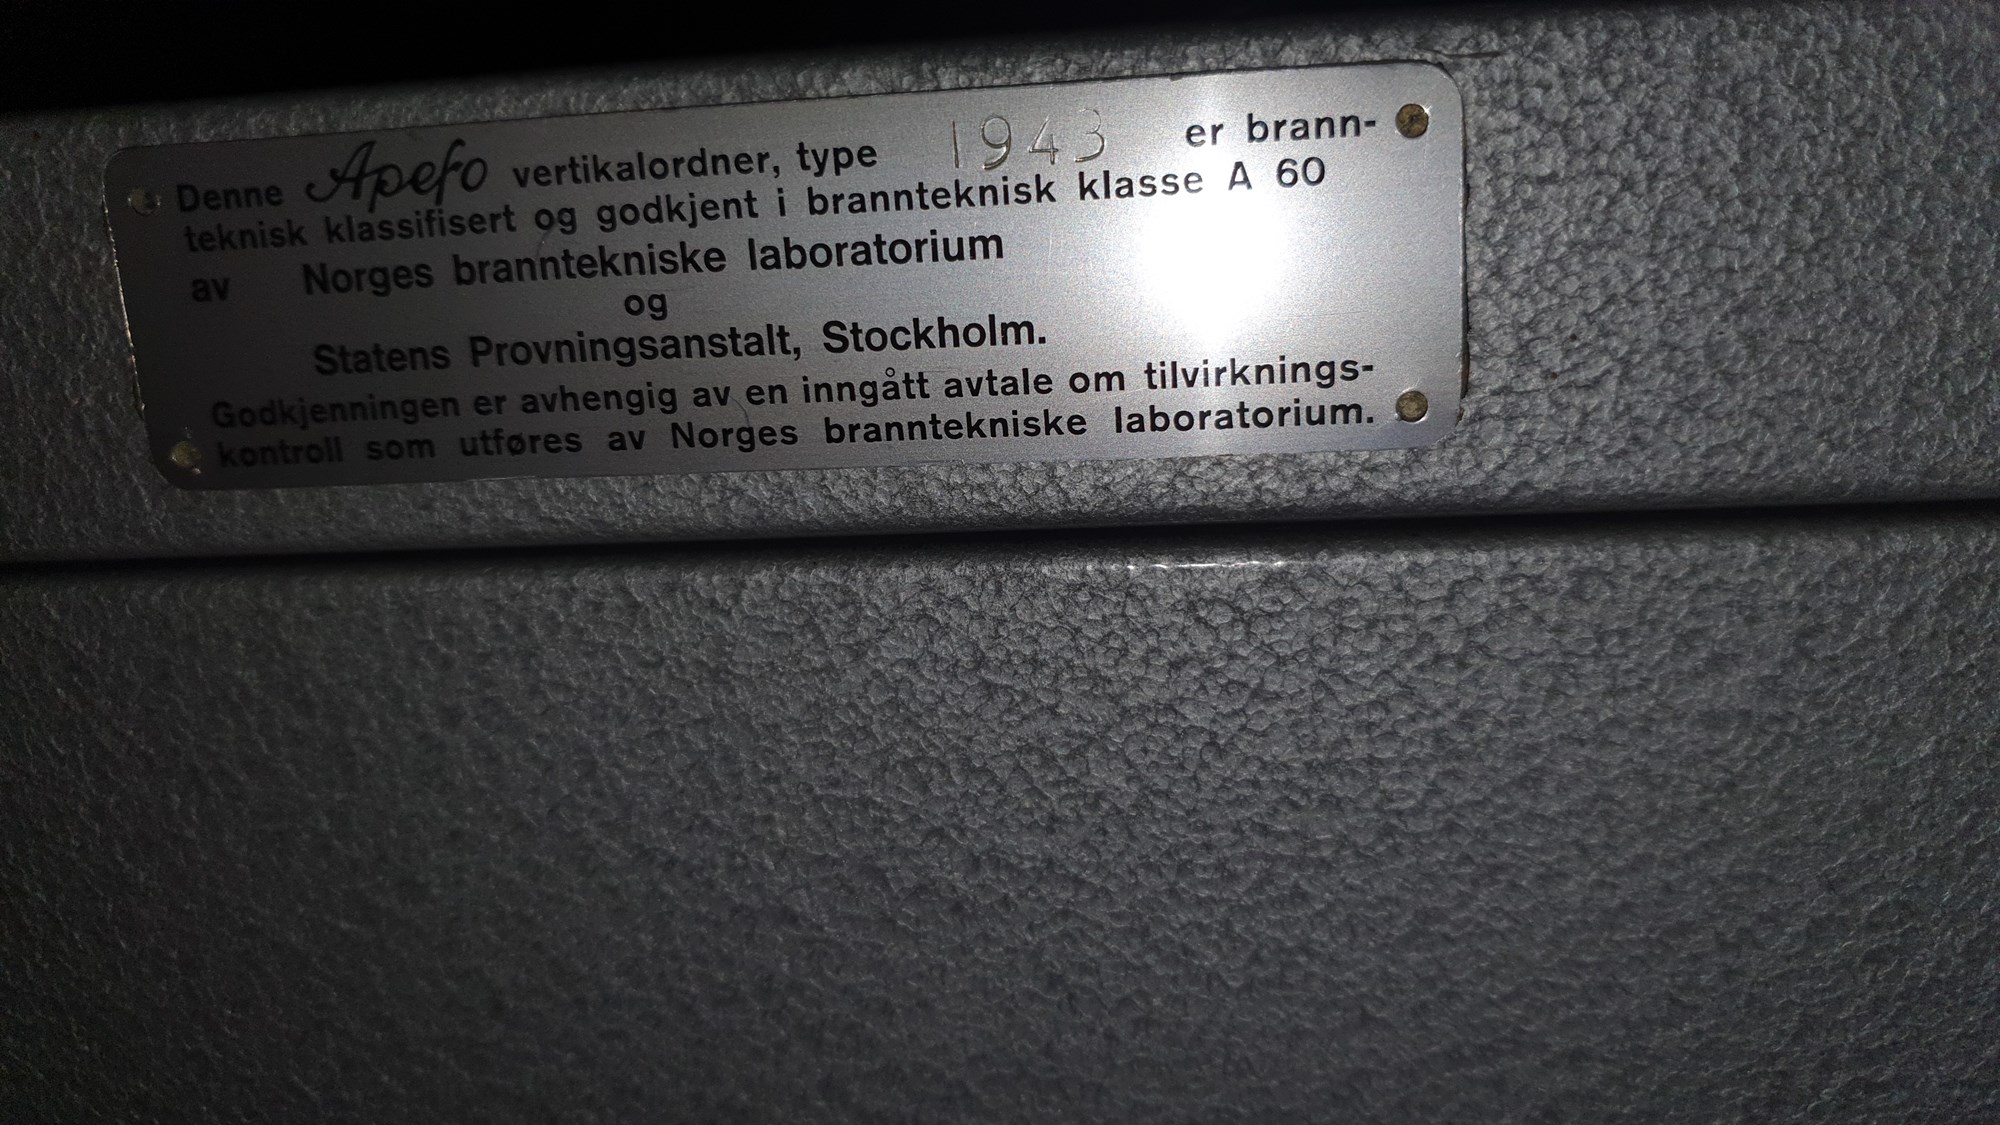 Denne Apefo vertikalordner, type 1943 er brann-
teknisk klassifisert og godkjent i brannteknisk klasse A 60
av Norges branntekniske laboratorium
og
Statens Provningsanstalt, Stockholm.
Godkjenningen er avhengig av en inngått avtale om tilvirknings-
kontroll som utføres av Norges branntekniske laboratorium.